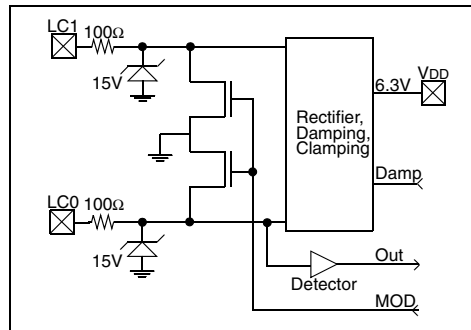 LC1 100Ω
15V
Rectifier,
Damping,
Clamping
6.3V
VDD
Damp
LC0 100Ω
15V
Out
Detector
MOD